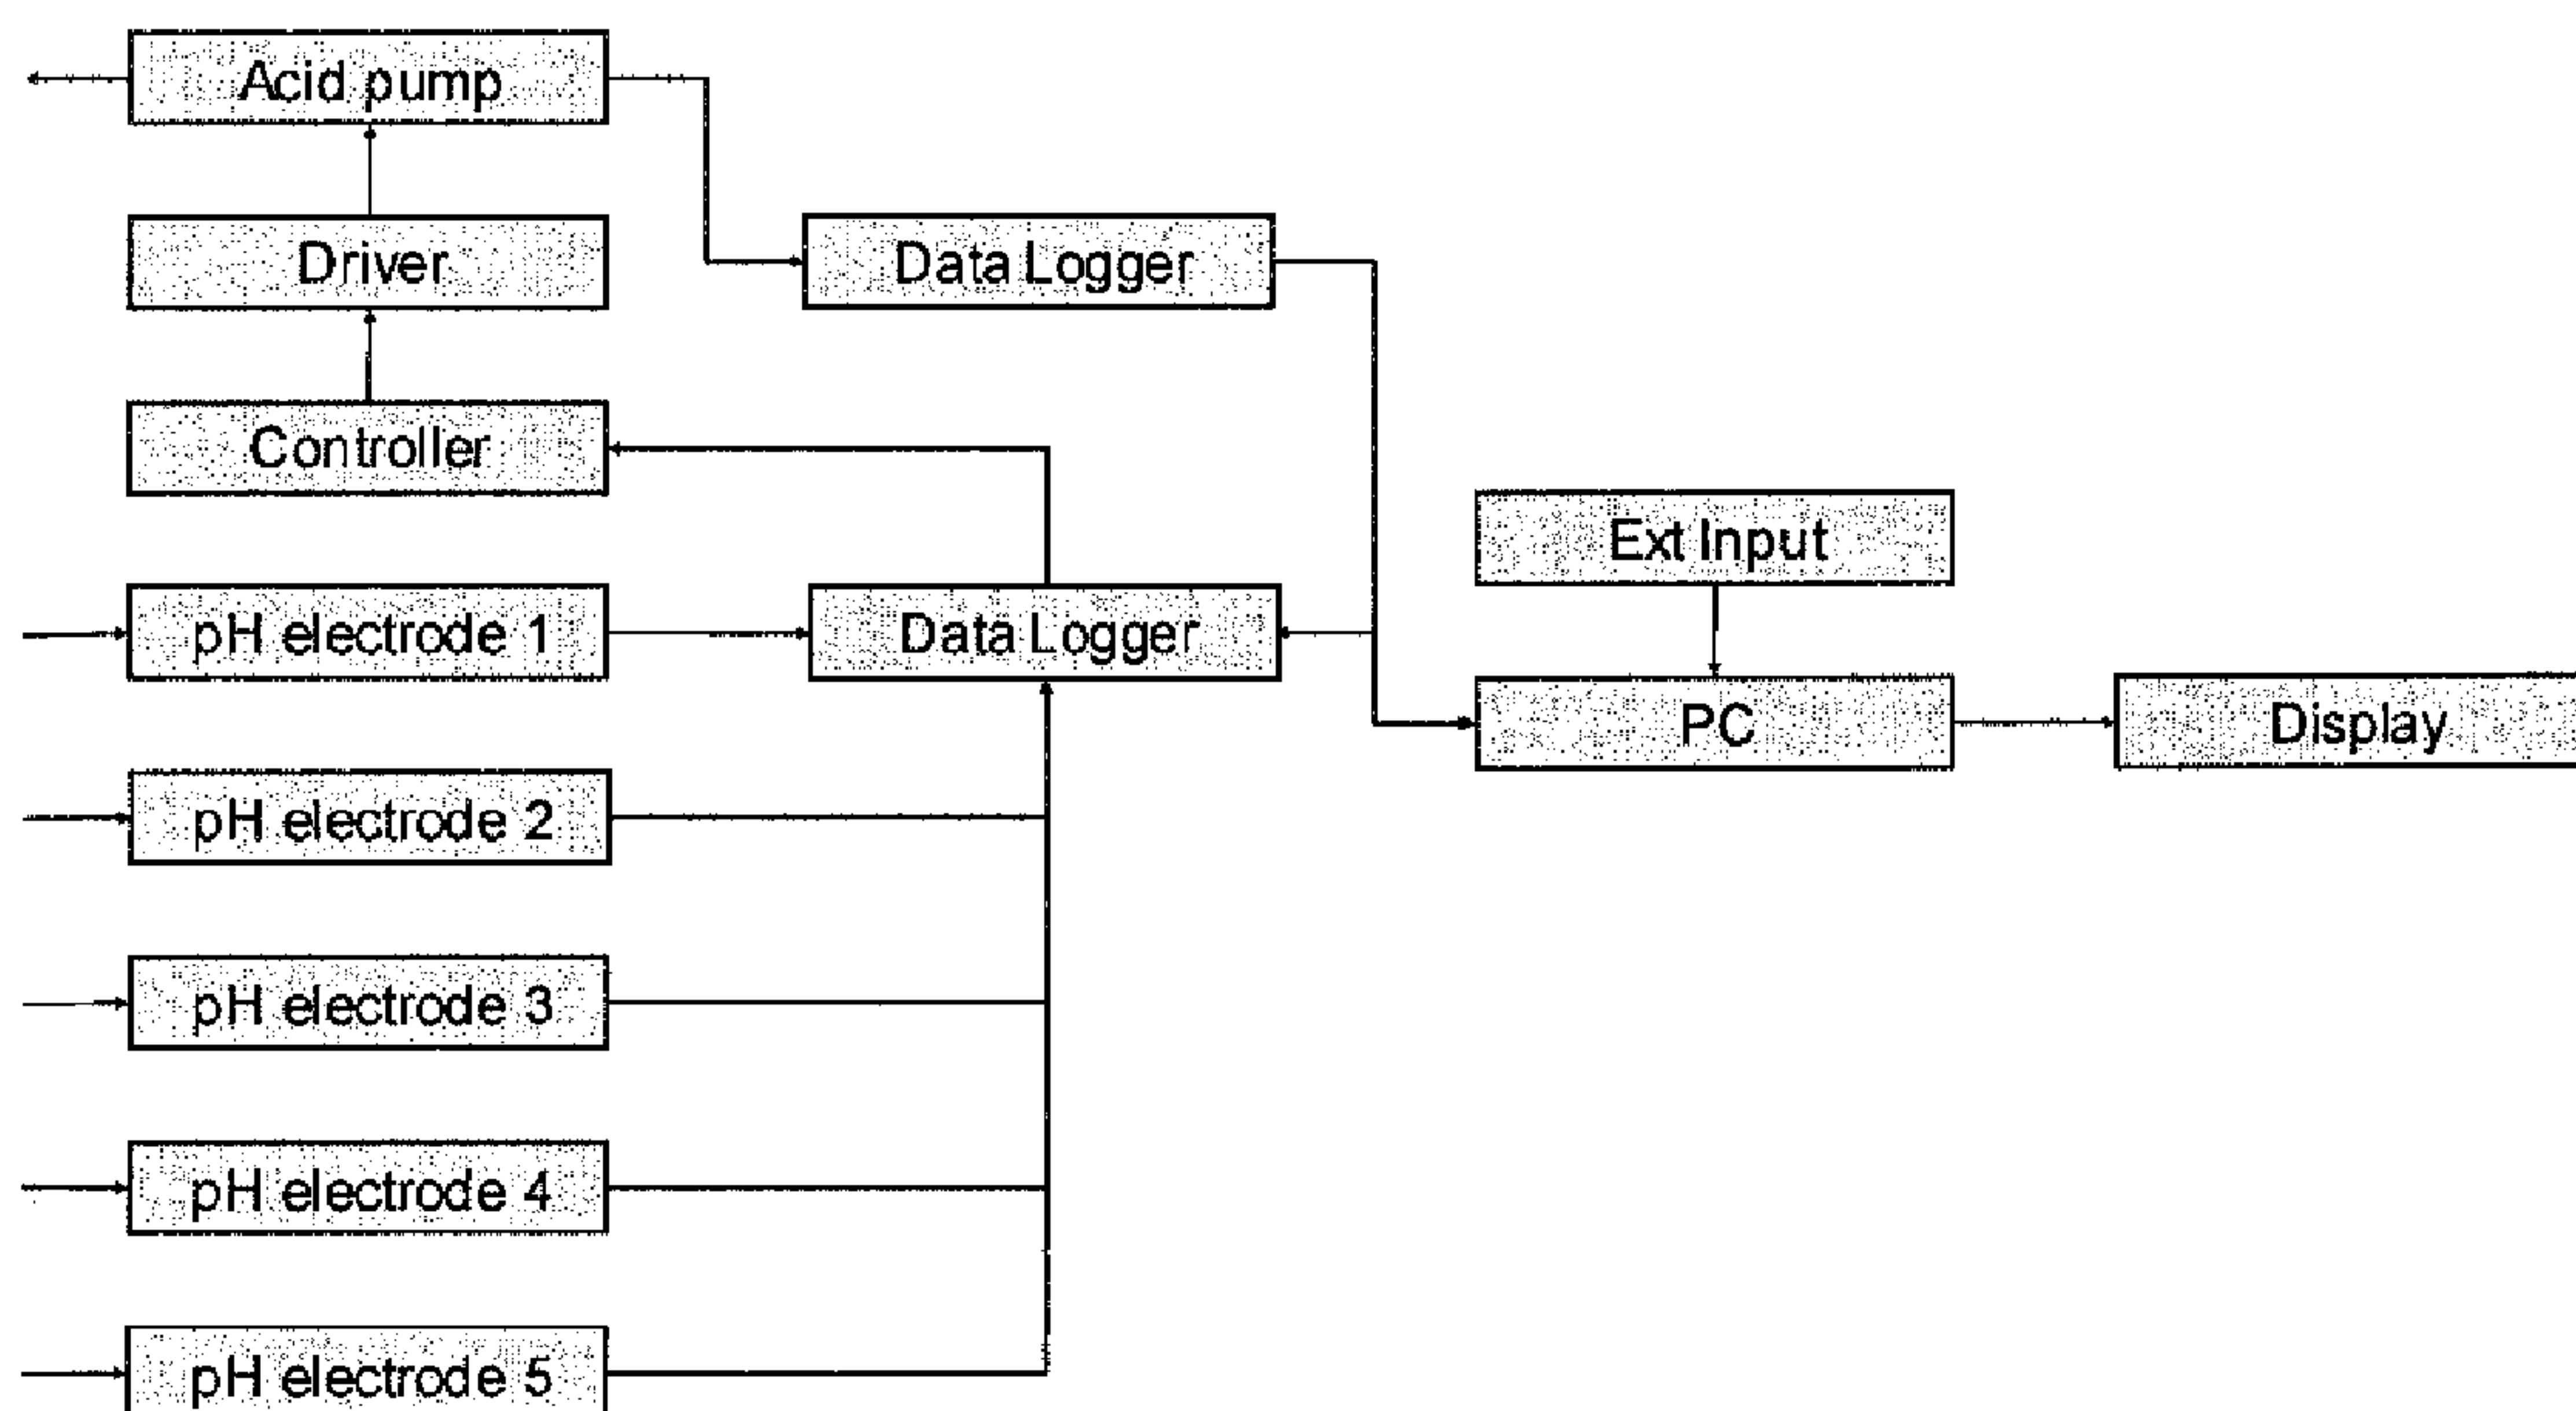 Acid pump
Driver
Data Logger
Controller
Ext Input
pH electrode 1
Data Logger
PC
Display
pH electrode 2
pH electrode 3
pH electrode 4
pH electrode 5